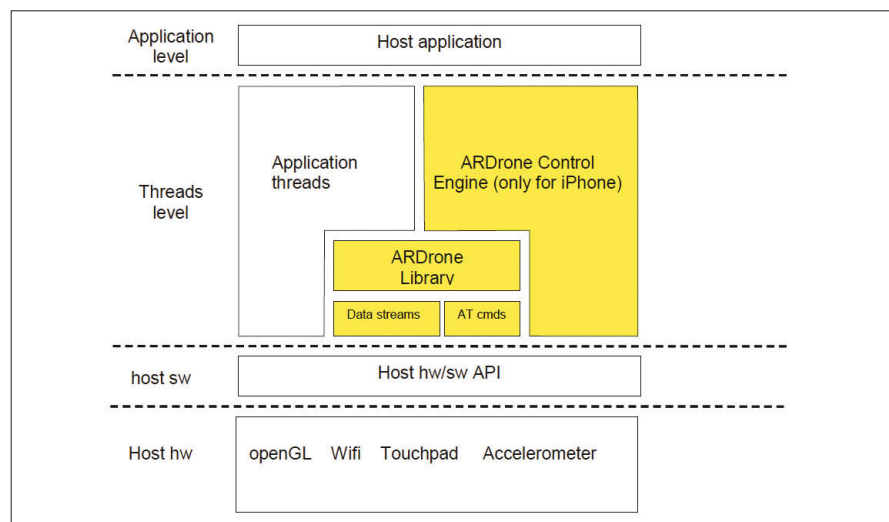 Application
level
Host application
Threads
level
Application
threads
ARDrone Control
Engine (only for iPhone)
ARDrone
Library
Data streams
AT cmds
host sw
Host hw/sw API
Host hw
openGL Wifi Touchpad Accelerometer